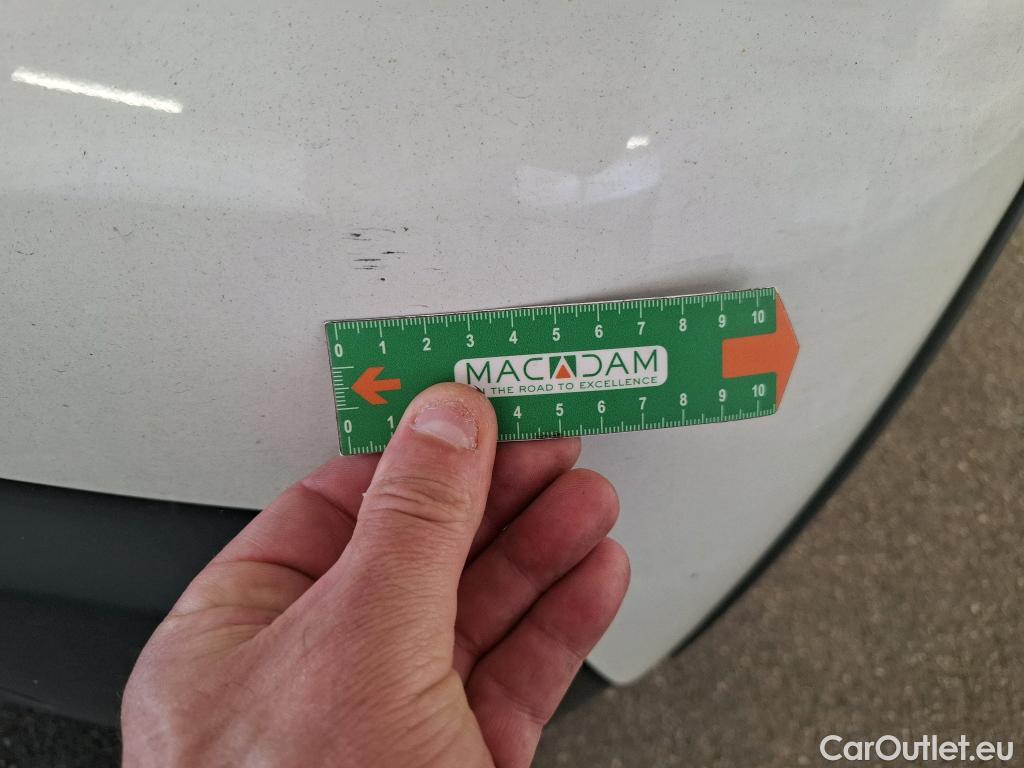 0 1 2 3 4 5 6 7 8 9 10
MACADAM
N THE ROAD TO EXCELLENCE
0 1 4 5 6 7 8 9 10
CarOutlet.eu